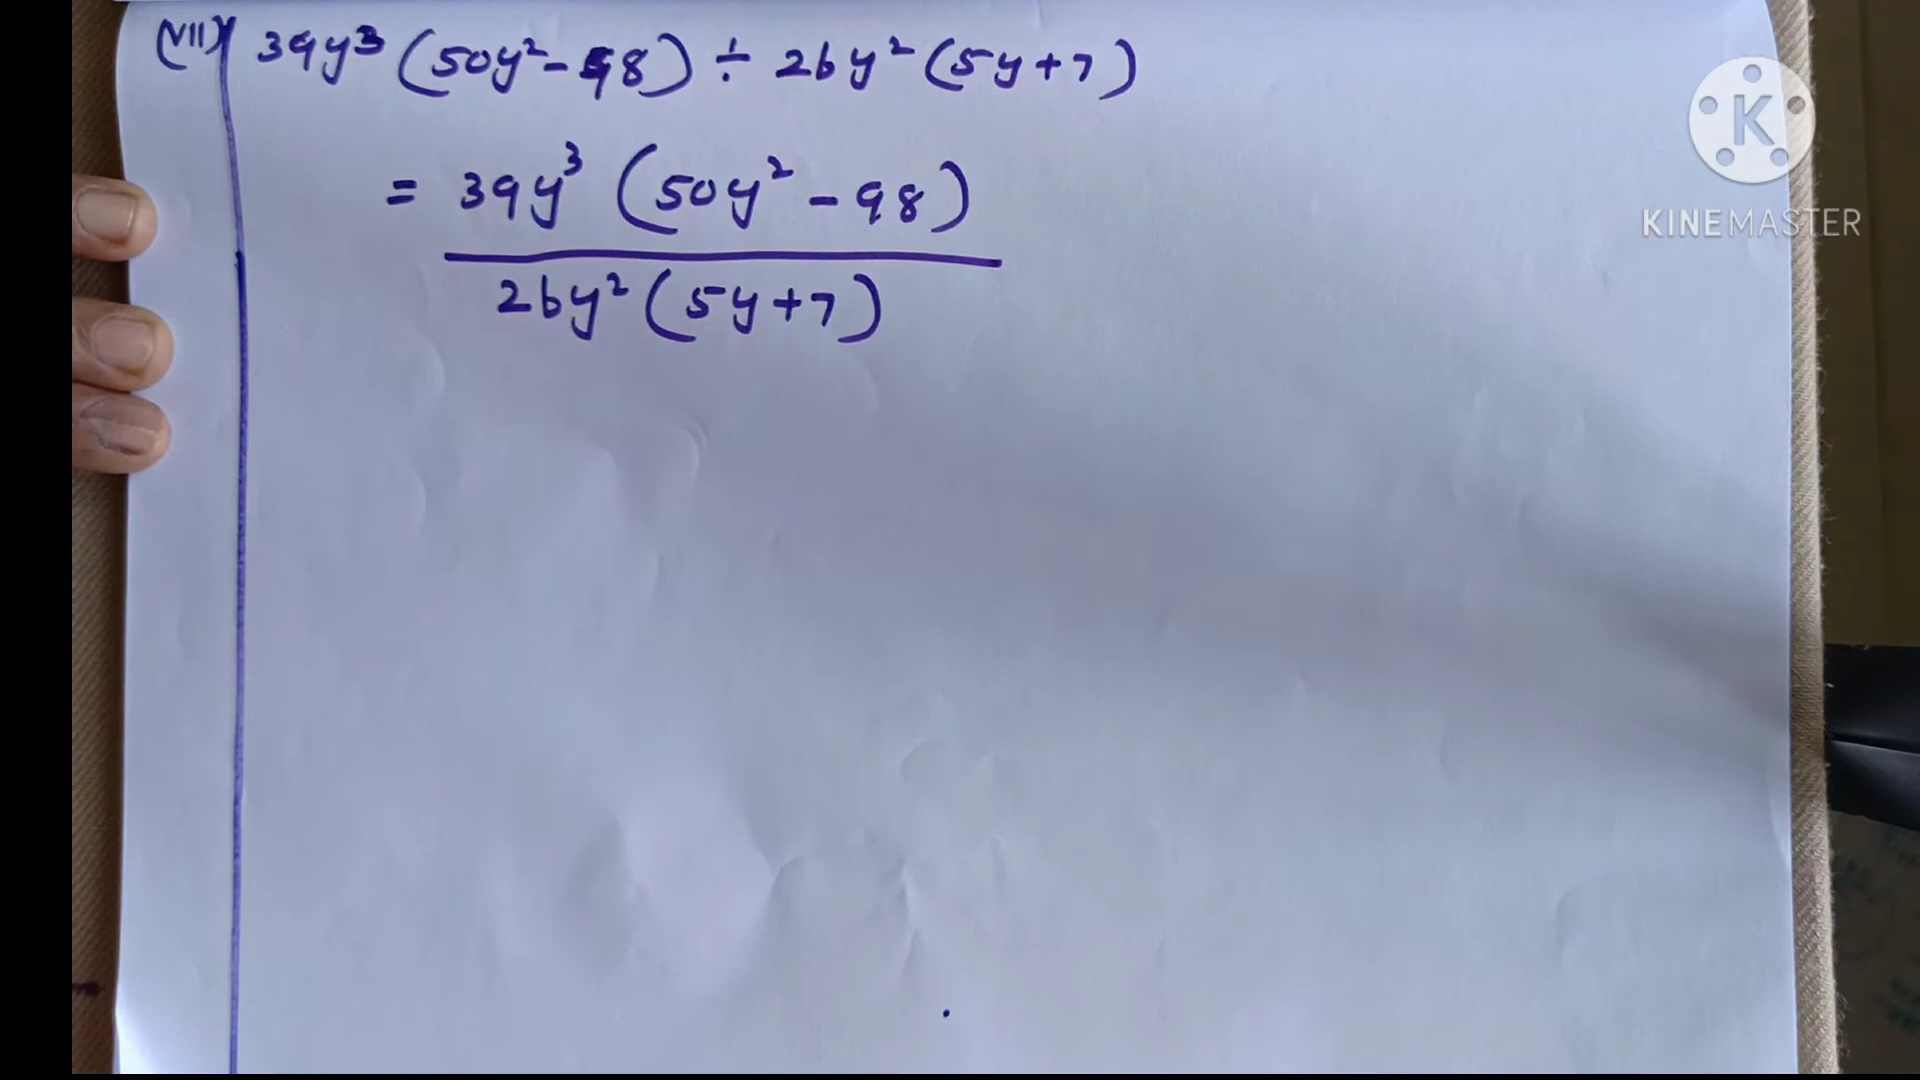 (VII) 39y³ (50y² - 98) ÷ 26y² (5y + 7)
= 39y³ (50y² - 98)
26y² (5y + 7)
K
KINEMASTER